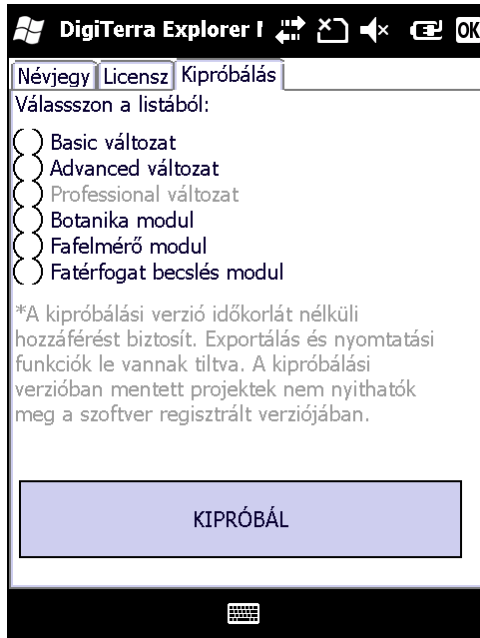 DigiTerra Explorer
OK
Névjegy Licensz Kipróbálás
Válassszon a listából:
Basic változat
Advanced változat
Professional változat
Botanika modul
Fafelmérő modul
Fatérfogat becslés modul
*A kipróbálási verzió időkorlát nélküli
hozzáférést biztosít. Exportálás és nyomtatási
funkciók le vannak tiltva. A kipróbálási
verzióban mentett projektek nem nyithatók
meg a szoftver regisztrált verziójában.
KIPRÓBÁL